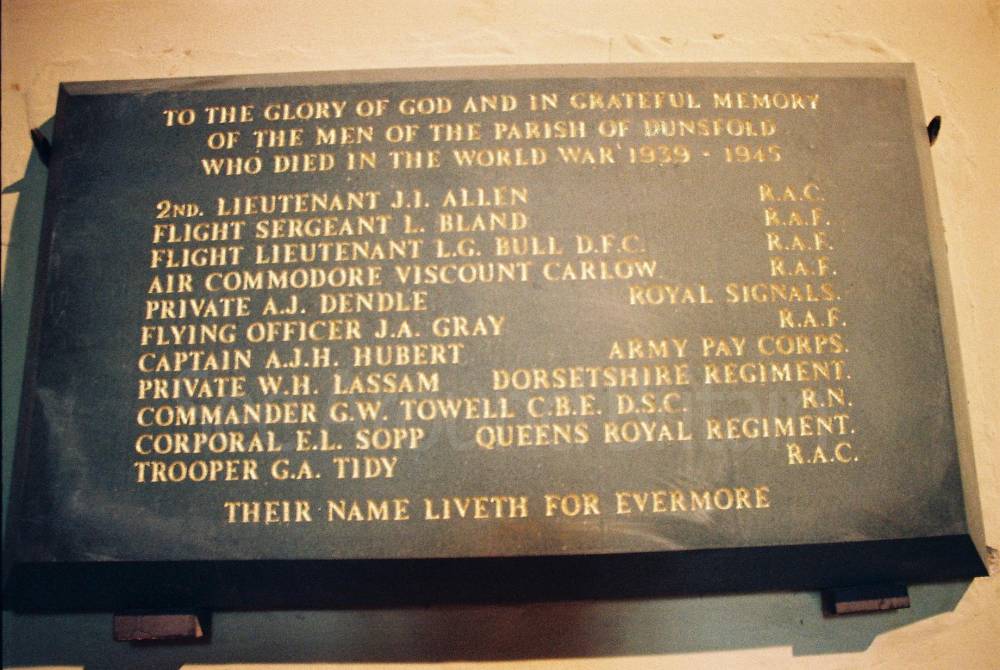 TO THE GLORY OF GOD AND IN GRATEFUL MEMORY
OF THE MEN OF THE PARISH OF DUNSFOLD
WHO DIED IN THE WORLD WAR 1939 - 1945
2ND. LIEUTENANT J.I. ALLEN R.A.C.
FLIGHT SERGEANT L. BLAND R.A.F.
FLIGHT LIEUTENANT L.G. BULL D.F.C. R.A.F.
AIR COMMODORE VISCOUNT CARLOW R.A.F.
PRIVATE A.J. DENDLE ROYAL SIGNALS.
FLYING OFFICER J.A. GRAY R.A.F.
CAPTAIN A.J.H. HUBERT ARMY PAY CORPS.
PRIVATE W.H. LASSAM DORSETSHIRE REGIMENT.
COMMANDER G.W. TOWELL C.B.E. D.S.C. R.N.
CORPORAL E.L. SOPP QUEENS ROYAL REGIMENT.
TROOPER G.A. TIDY R.A.C.
THEIR NAME LIVETH FOR EVERMORE